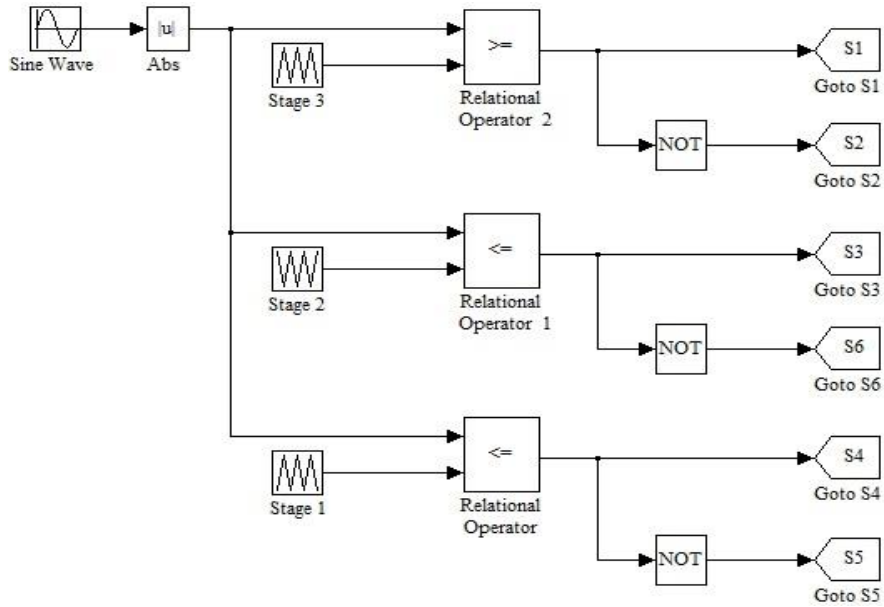 |u|
Sine Wave
Abs
Stage 3
>=
Relational
Operator 2
S1
Goto S1
NOT
S2
Goto S2
Stage 2
<=
Relational
Operator 1
S3
Goto S3
NOT
S6
Goto S6
Stage 1
<=
Relational
Operator
S4
Goto S4
NOT
S5
Goto S5